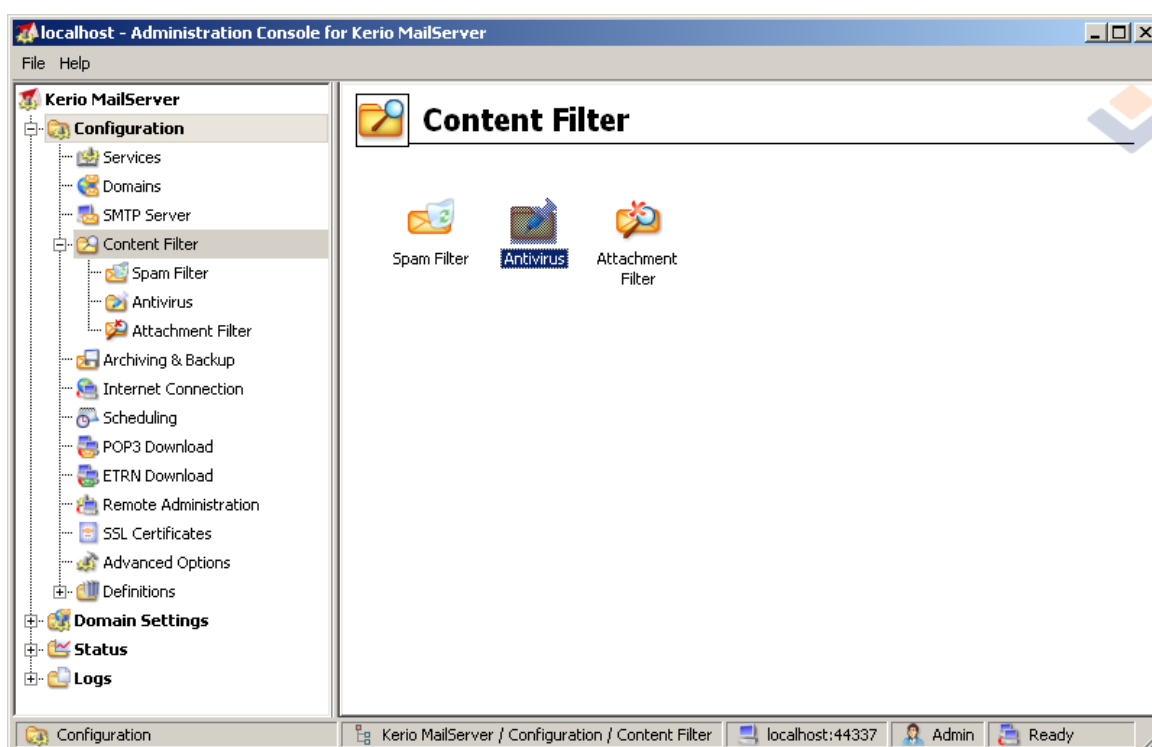 localhost - Administration Console for Kerio MailServer
File Help
Kerio MailServer
Configuration
Services
Domains
SMTP Server
Content Filter
Spam Filter
Antivirus
Attachment Filter
Archiving & Backup
Internet Connection
Scheduling
POP3 Download
ETRN Download
Remote Administration
SSL Certificates
Advanced Options
Definitions
Domain Settings
Status
Logs
Content Filter
Spam Filter
Antivirus
Attachment
Filter
Configuration
Kerio MailServer / Configuration / Content Filter
localhost:44337
Admin
Ready